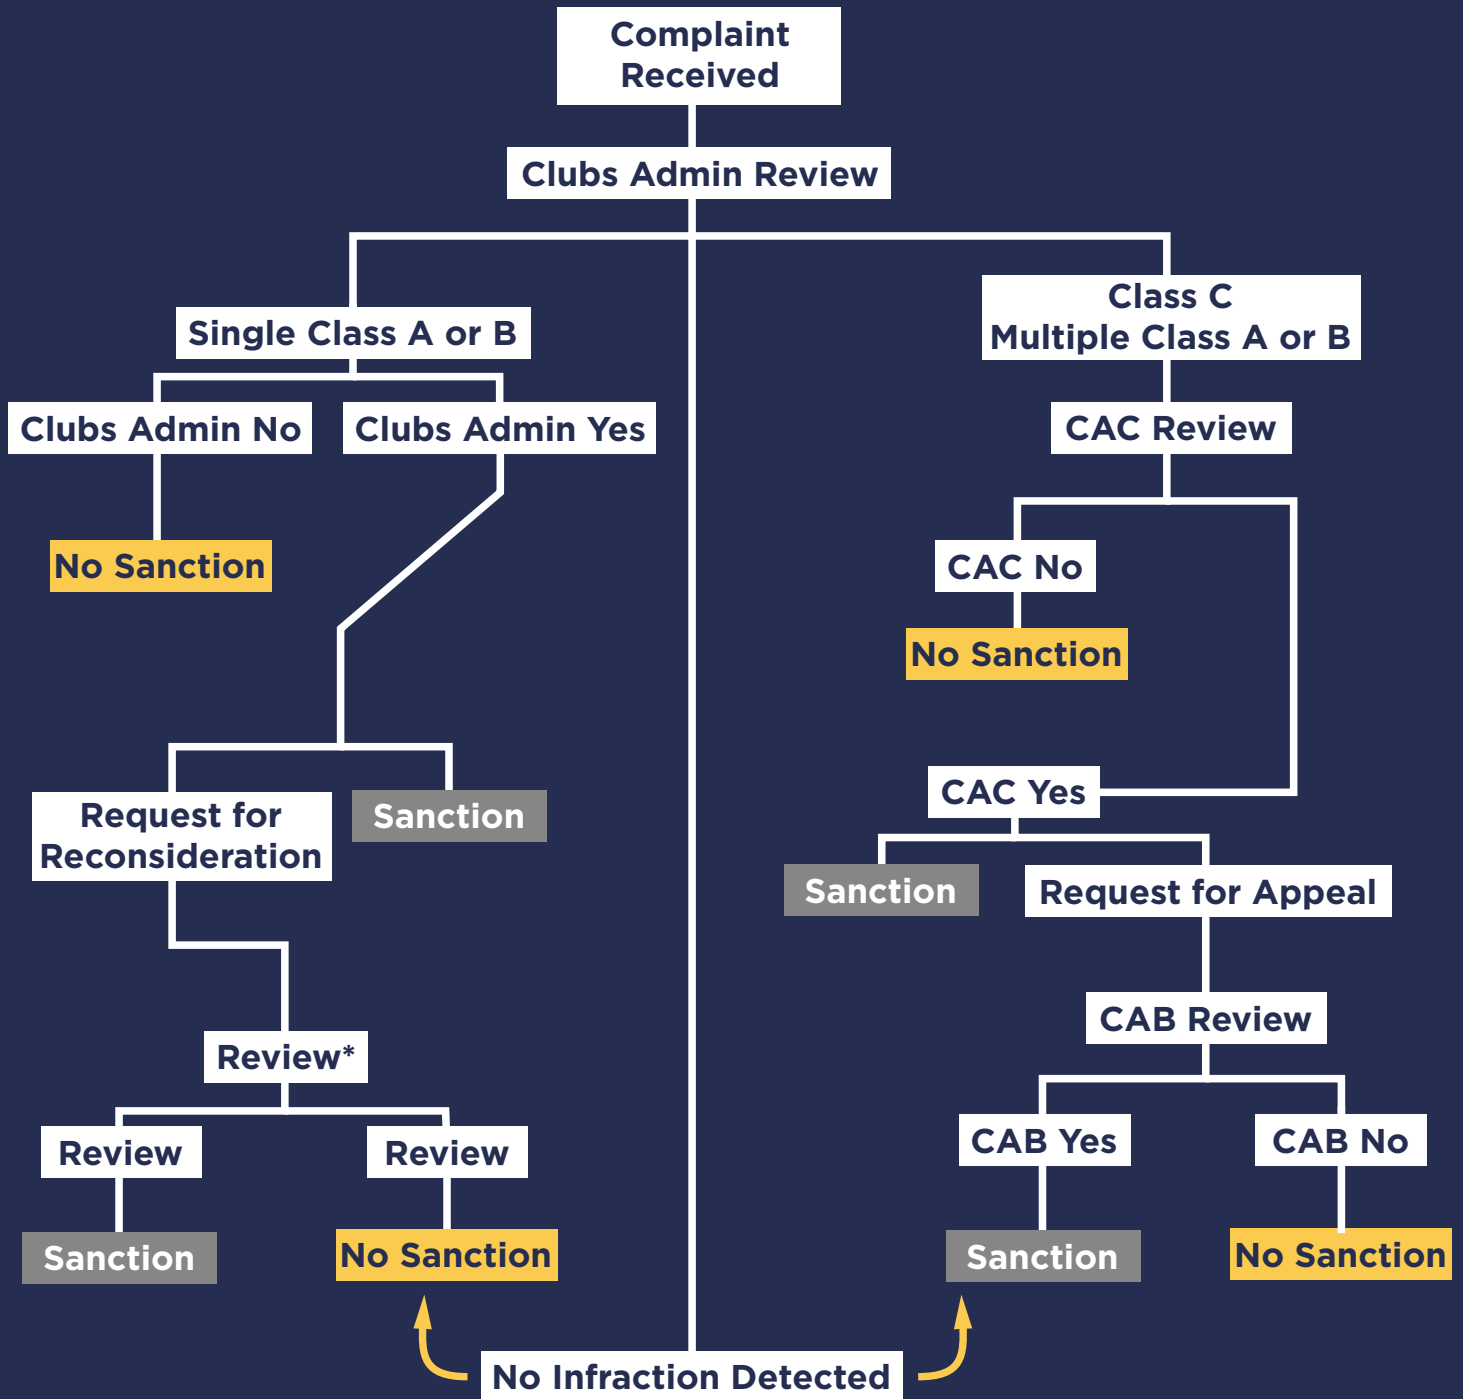 Complaint
Received
Clubs Admin Review
Single Class A or B
Class C
Multiple Class A or B
Clubs Admin No
Clubs Admin Yes
CAC Review
No Sanction
CAC No
No Sanction
CAC Yes
Request for
Reconsideration
Sanction
Sanction
Request for Appeal
CAB Review
Review*
Review
Review
CAB Yes
CAB No
Sanction
No Sanction
Sanction
No Sanction
No Infraction Detected